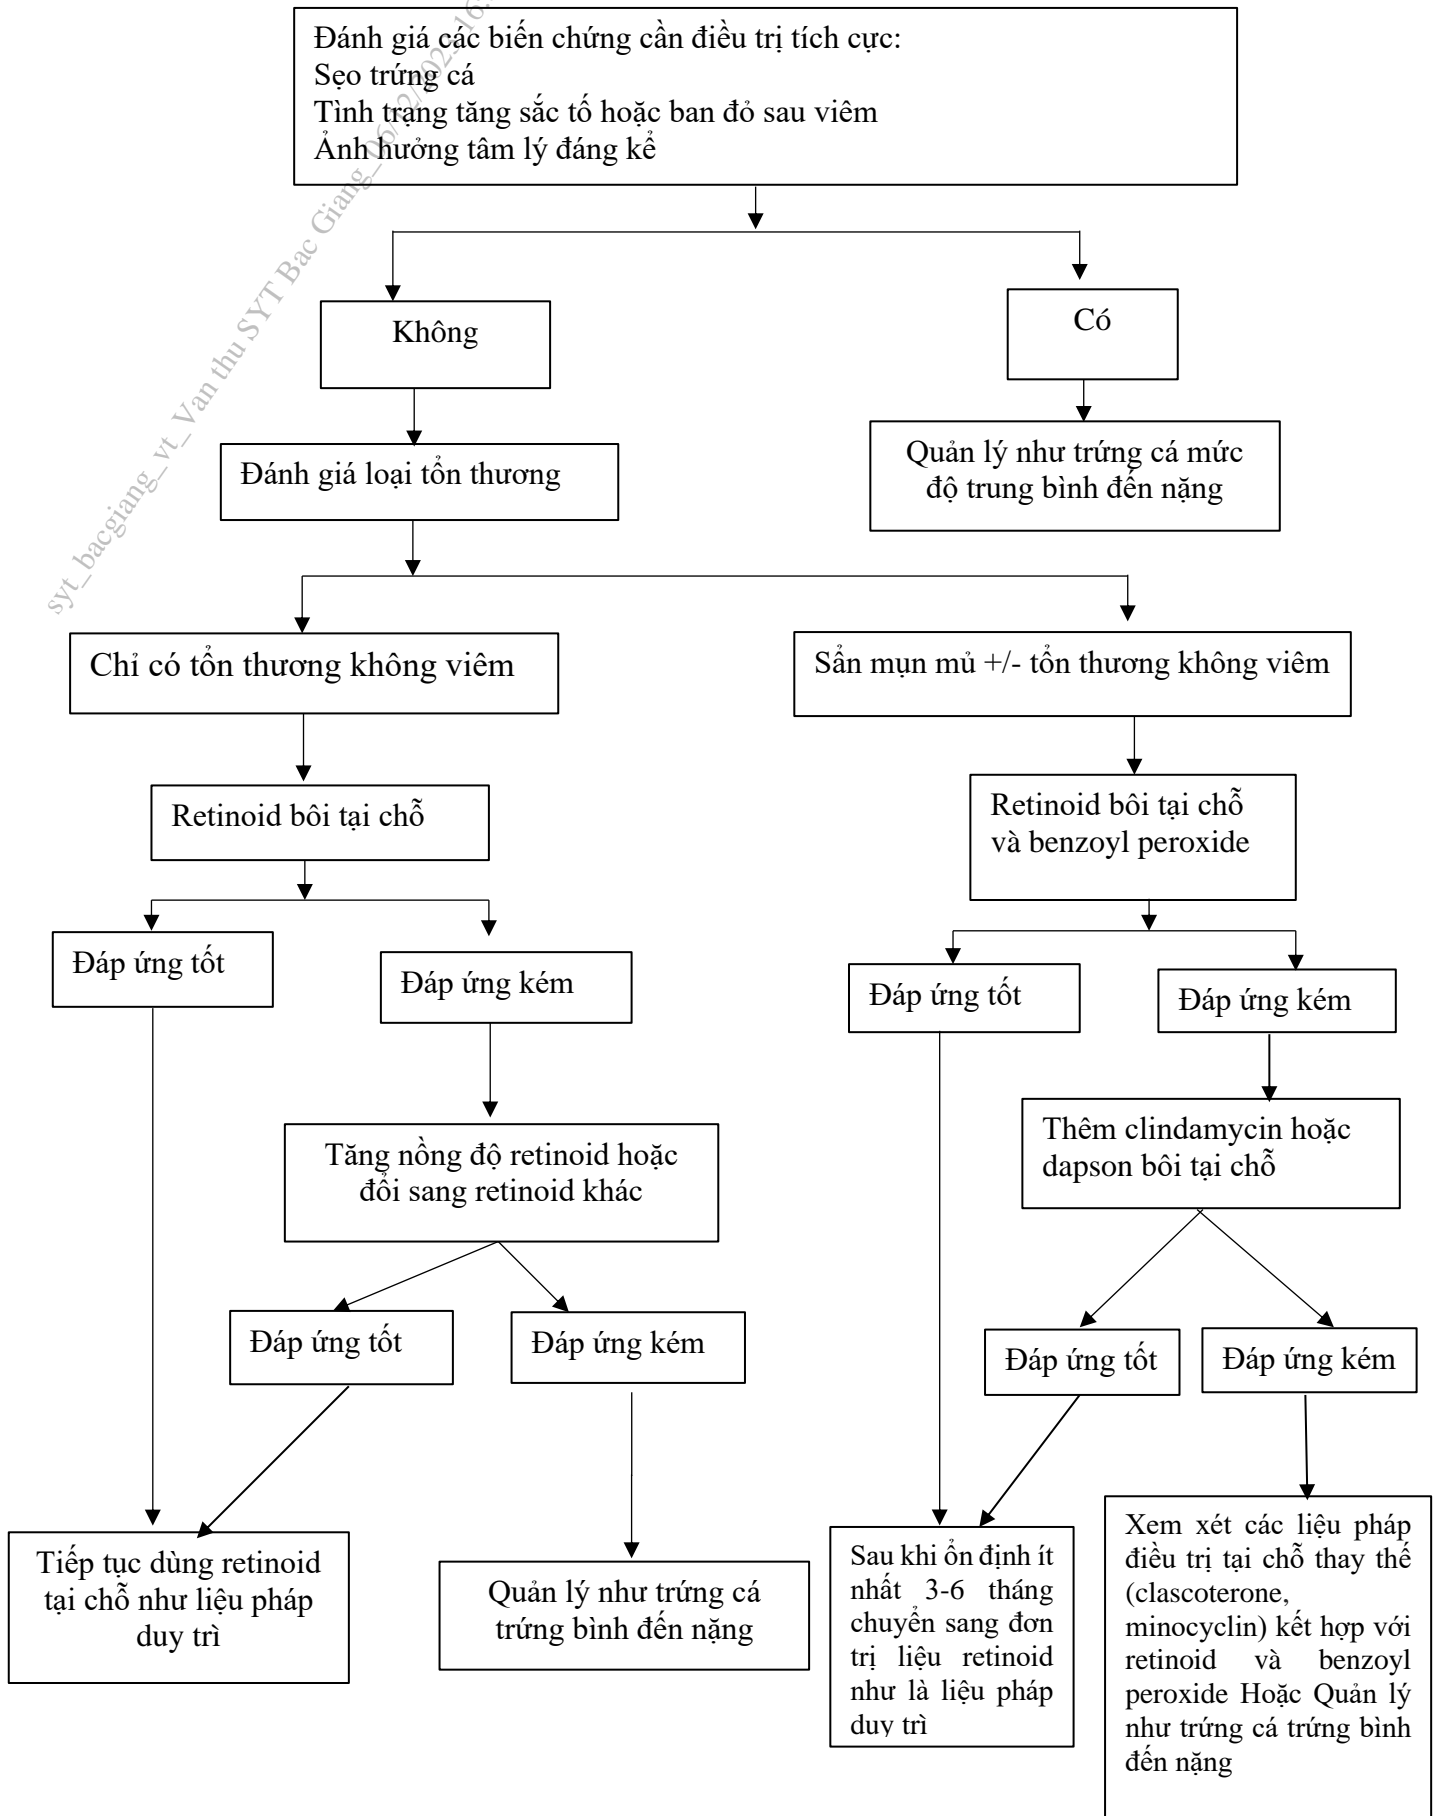 Đánh giá các biến chứng cần điều trị tích cực:
Sẹo trứng cá
Tình trạng tăng sắc tố hoặc ban đỏ sau viêm
Ảnh hưởng tâm lý đáng kể
Không
Có
Đánh giá loại tổn thương
Quản lý như trứng cá mức
độ trung bình đến nặng
syt_bacgiang_vt_Van thu SYT Bac Giang_06/12/2023 16:
Chỉ có tổn thương không viêm
Sẩn mụn mủ +/- tổn thương không viêm
Retinoid bôi tại chỗ
Retinoid bôi tại chỗ
và benzoyl peroxide
Đáp ứng tốt
Đáp ứng kém
Đáp ứng tốt
Đáp ứng kém
Tăng nồng độ retinoid hoặc
đổi sang retinoid khác
Thêm clindamycin hoặc
dapson bôi tại chỗ
Đáp ứng tốt
Đáp ứng kém
Đáp ứng tốt
Đáp ứng kém
Tiếp tục dùng retinoid
tại chỗ như liệu pháp
duy trì
Quản lý như trứng cá
trứng bình đến nặng
Sau khi ổn định ít
nhất 3-6 tháng
chuyển sang đơn
trị liệu retinoid
như là liệu pháp
duy trì
Xem xét các liệu pháp
điều trị tại chỗ thay thế
(clascoterone,
minocyclin) kết hợp với
retinoid và benzoyl
peroxide Hoặc Quản lý
như trứng cá trứng bình
đến nặng